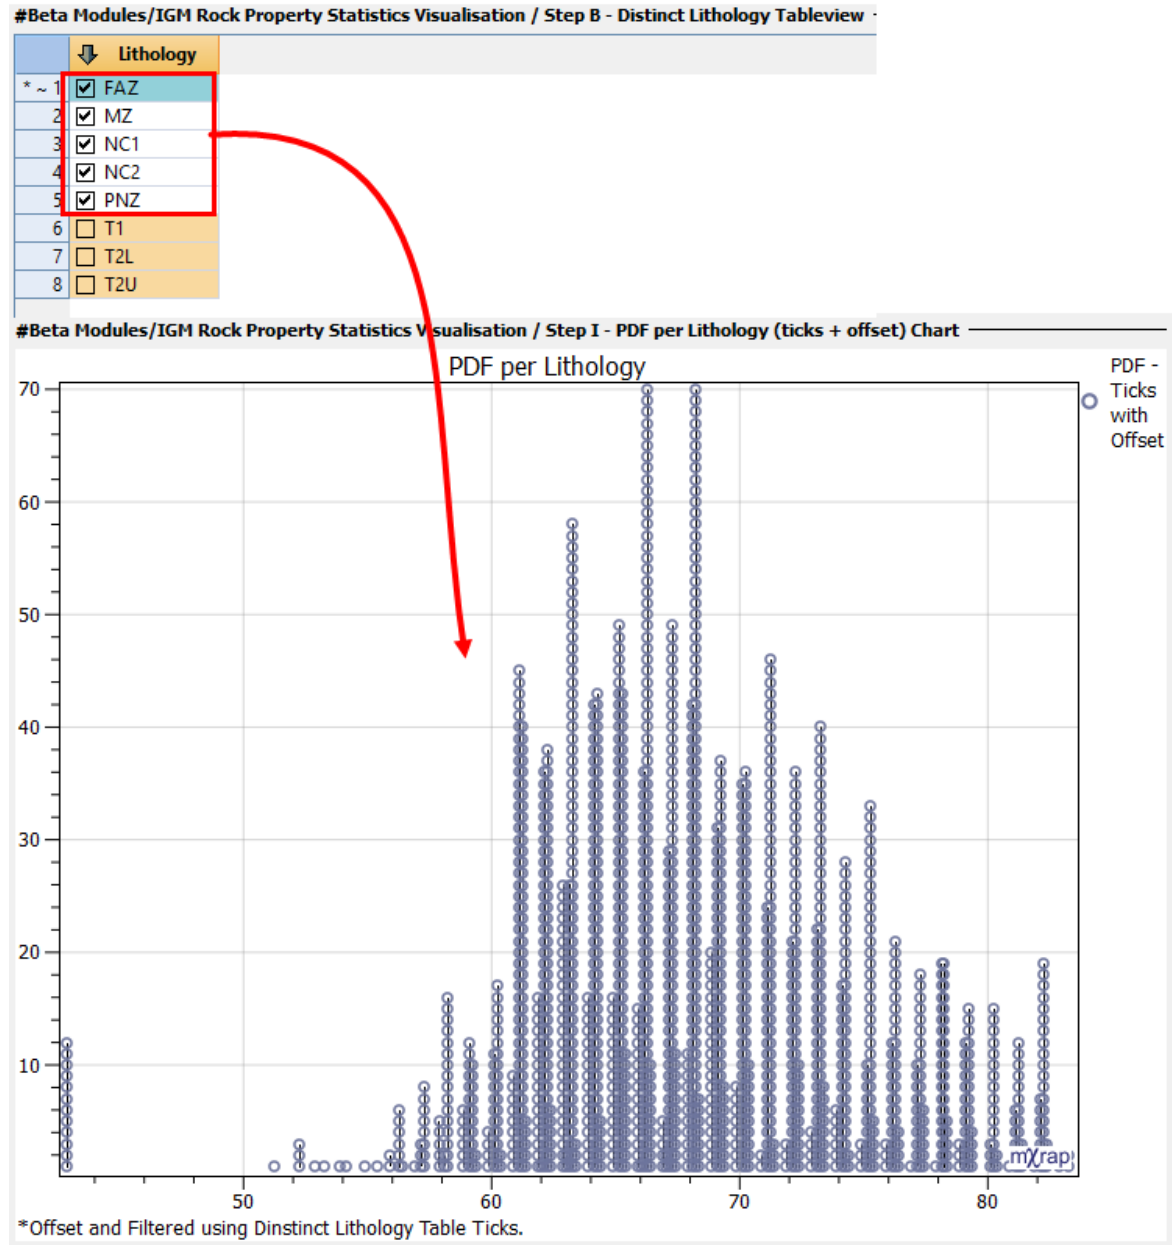 #Beta Modules/IGM Rock Property Statistics Visualisation / Step B - Distinct Lithology Tableview
Lithology
* ~ 1 FAZ
2 MZ
3 NC1
4 NC2
5 PNZ
6 T1
7 T2L
8 T2U
#Beta Modules/IGM Rock Property Statistics Visualisation / Step I - PDF per Lithology (ticks + offset) Chart
PDF per Lithology
PDF -
Ticks
with
Offset
70
60
50
40
30
20
10
mXrap
50 60 70 80
*Offset and Filtered using Dinstinct Lithology Table Ticks.